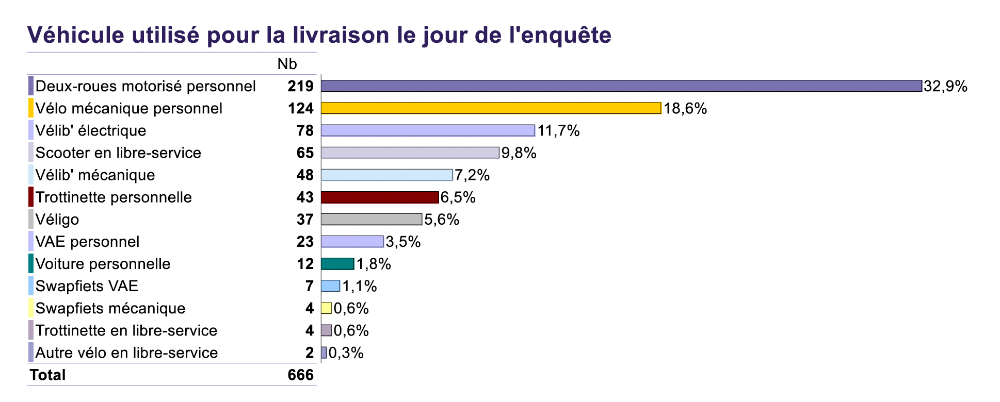 Véhicule utilisé pour la livraison le jour de l'enquête
Nb
Deux-roues motorisé personnel 219 32,9%
Vélo mécanique personnel 124 18,6%
Vélib' électrique 78 11,7%
Scooter en libre-service 65 9,8%
Vélib' mécanique 48 7,2%
Trottinette personnelle 43 6,5%
Véligo 37 5,6%
VAE personnel 23 3,5%
Voiture personnelle 12 1,8%
Swapfiets VAE 7 1,1%
Swapfiets mécanique 4 0,6%
Trottinette en libre-service 4 0,6%
Autre vélo en libre-service 2 0,3%
Total 666